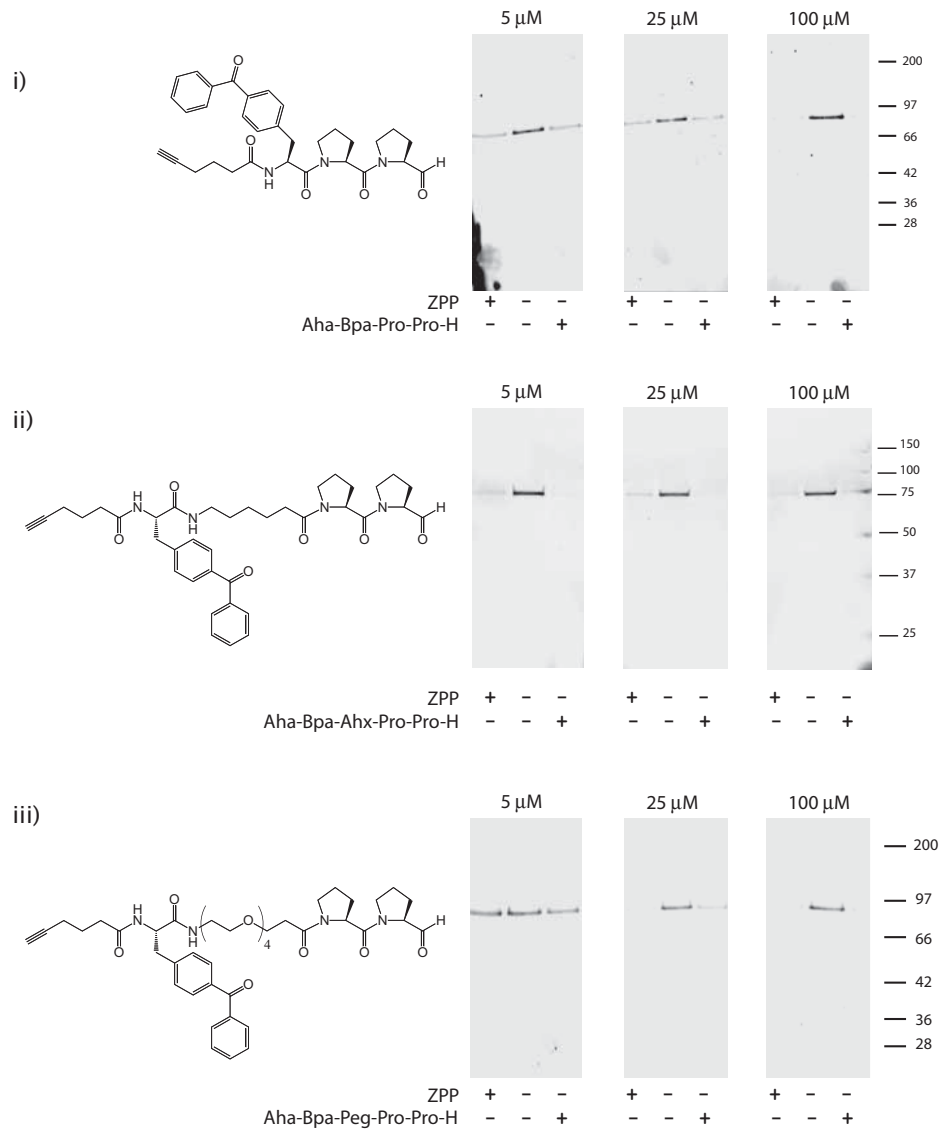 5 μM 25 μM 100 μM
i)
O
O
N
H
O
N
O
N
O
H
200
97
66
42
36
28
ZPP + – – + – – + – –
Aha-Bpa-Pro-Pro-H – – + – – + – – +
5 μM 25 μM 100 μM
ii)
H
N
O
O
N
H
O
N
O
N
O
H
O
150
100
75
50
37
25
ZPP + – – + – – + – –
Aha-Bpa-Ahx-Pro-Pro-H – – + – – + – – +
5 μM 25 μM 100 μM
iii)
H
N
O
O
N
H
O
4
O
N
O
N
O
H
O
200
97
66
42
36
28
ZPP + – – + – – + – –
Aha-Bpa-Peg-Pro-Pro-H – – + – – + – – +